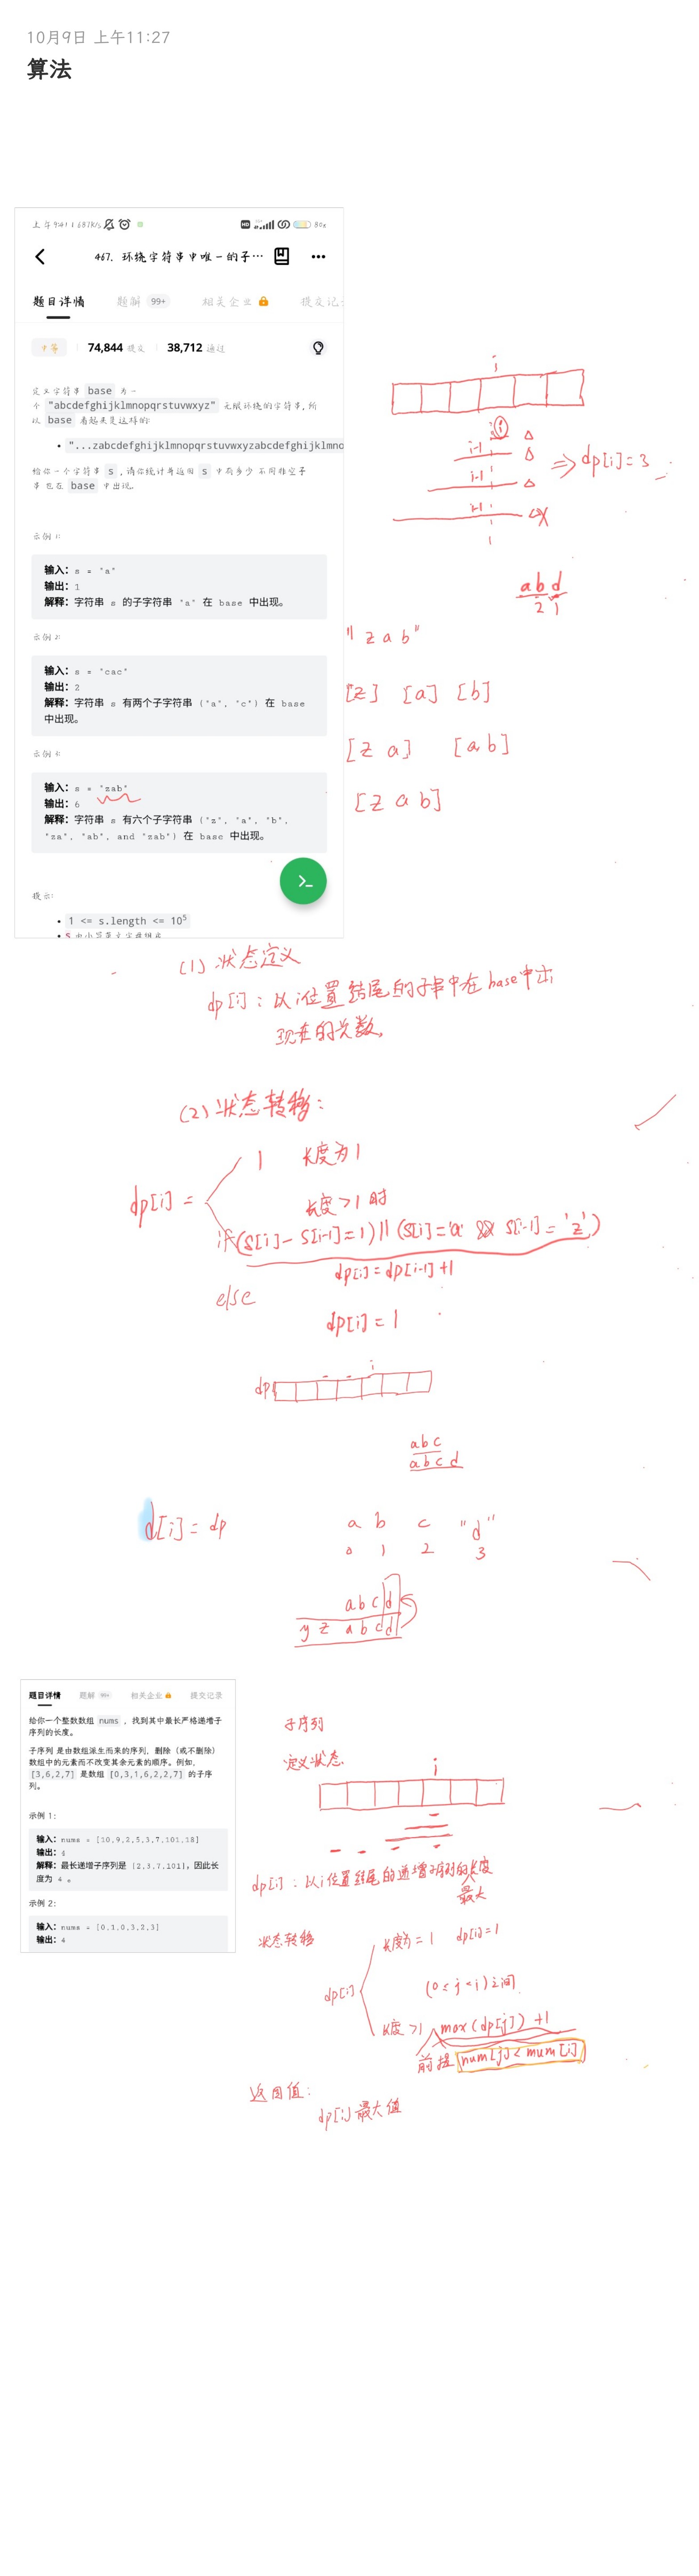 10月9日 上午11:27
算法
上午9:41 | 687K/s
HD
80%
467. 环绕字符串中唯一的子…
题目详情 题解 99+ 相关企业 提交记录
中等 74,844 提交 38,712 通过
定义字符串 base 为一
个 "abcdefghijklmnopqrstuvwxyz" 无限环绕的字符串,所
以 base 看起来是这样的:
• "...zabcdefghijklmnopqrstuvwxyzabcdefghijklmno
给你一个字符串 s ,请你统计并返回 s 中有多少 不同非空子
串 也在 base 中出现。
示例 1:
输入:s = "a"
输出:1
解释:字符串 s 的子字符串 "a" 在 base 中出现。
示例 2:
输入:s = "cac"
输出:2
解释:字符串 s 有两个子字符串 ("a", "c") 在 base
中出现。
示例 3:
输入:s = "zab"
输出:6
解释:字符串 s 有六个子字符串 ("z", "a", "b",
"za", "ab", and "zab") 在 base 中出现。
提示:
• 1 <= s.length <= 10⁵
• s 由小写英文字母组成
i
i
i-1
i-1
i-1
⇒ dp[i]=3
abd
2 1
"zab"
[z] [a] [b]
[z a] [a b]
[z a b]
(1) 状态定义
dp[i]:以i位置结尾的子串中在base中出
现在的总数,
(2) 状态转移:
dp[i] =
1 长度为1
长度>1 时
if(s[i]-s[i-1]=1)||(s[i]='a' && s[i-1]='z')
dp[i]=dp[i-1]+1
else
dp[i]=1
i
dp
abc
abcd
d[i]=dp
a b c "d"
0 1 2 3
abcd
yzabcd
题目详情 题解 99+ 相关企业 提交记录
给你一个整数数组 nums ,找到其中最长严格递增子
序列的长度。
子序列 是由数组派生而来的序列,删除(或不删除)
数组中的元素而不改变其余元素的顺序。例如,
[3,6,2,7] 是数组 [0,3,1,6,2,2,7] 的子序
列。
示例 1:
输入:nums = [10,9,2,5,3,7,101,18]
输出:4
解释:最长递增子序列是 [2,3,7,101],因此长
度为 4 。
示例 2:
输入:nums = [0,1,0,3,2,3]
输出:4
子序列
定义状态
i
dp[i]:以i位置结尾的递增子序列的长度
最大
状态转移
dp[i]
长度为=1 dp[i]=1
(0≤j<i)之间
长度>1 max(dp[j])+1
前提 num[j]<mum[i]
返回值:
dp[i]最大值